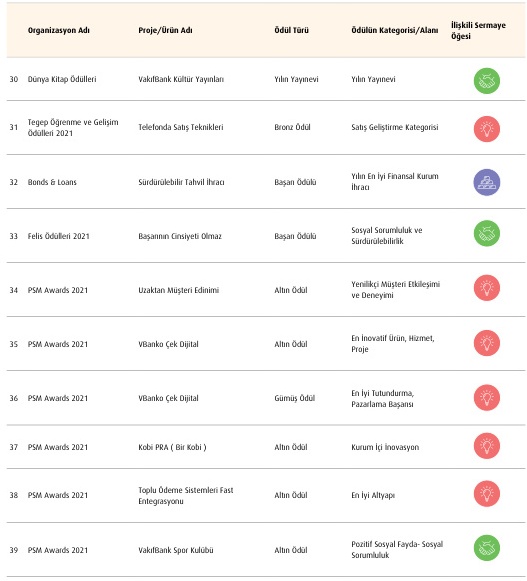 Organizasyon Adı Proje/Ürün Adı Ödül Türü Ödülün Kategorisi/Alanı İlişkili Sermaye Öğesi
30 Dünya Kitap Ödülleri VakıfBank Kültür Yayınları Yılın Yayınevi Yılın Yayınevi
31 Tegep Öğrenme ve Gelişim Ödülleri 2021 Telefonda Satış Teknikleri Bronz Ödül Satış Geliştirme Kategorisi
32 Bonds & Loans Sürdürülebilir Tahvil İhracı Başarı Ödülü Yılın En İyi Finansal Kurum İhracı
33 Felis Ödülleri 2021 Başarının Cinsiyeti Olmaz Başarı Ödülü Sosyal Sorumluluk ve Sürdürülebilirlik
34 PSM Awards 2021 Uzaktan Müşteri Edinimi Altın Ödül Yenilikçi Müşteri Etkileşimi ve Deneyimi
35 PSM Awards 2021 VBanko Çek Dijital Altın Ödül En İnovatif Ürün, Hizmet, Proje
36 PSM Awards 2021 VBanko Çek Dijital Gümüş Ödül En İyi Tutundurma, Pazarlama Başarısı
37 PSM Awards 2021 Kobi PRA ( Bir Kobi ) Altın Ödül Kurum İçi İnovasyon
38 PSM Awards 2021 Toplu Ödeme Sistemleri Fast Entegrasyonu Altın Ödül En İyi Altyapı
39 PSM Awards 2021 VakıfBank Spor Kulübü Altın Ödül Pozitif Sosyal Fayda- Sosyal Sorumluluk